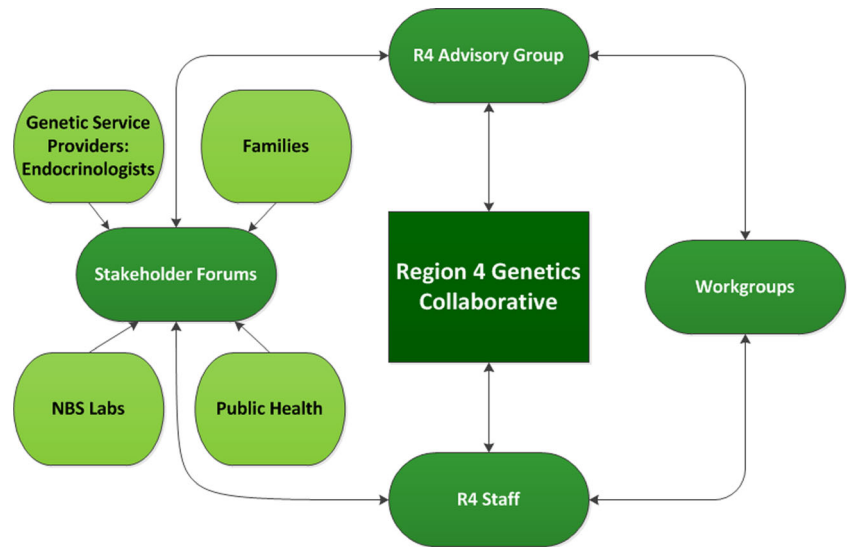 R4 Advisory Group
Genetic Service
Providers:
Endocrinologists
Families
Stakeholder Forums
Region 4 Genetics
Collaborative
Workgroups
NBS Labs
Public Health
R4 Staff